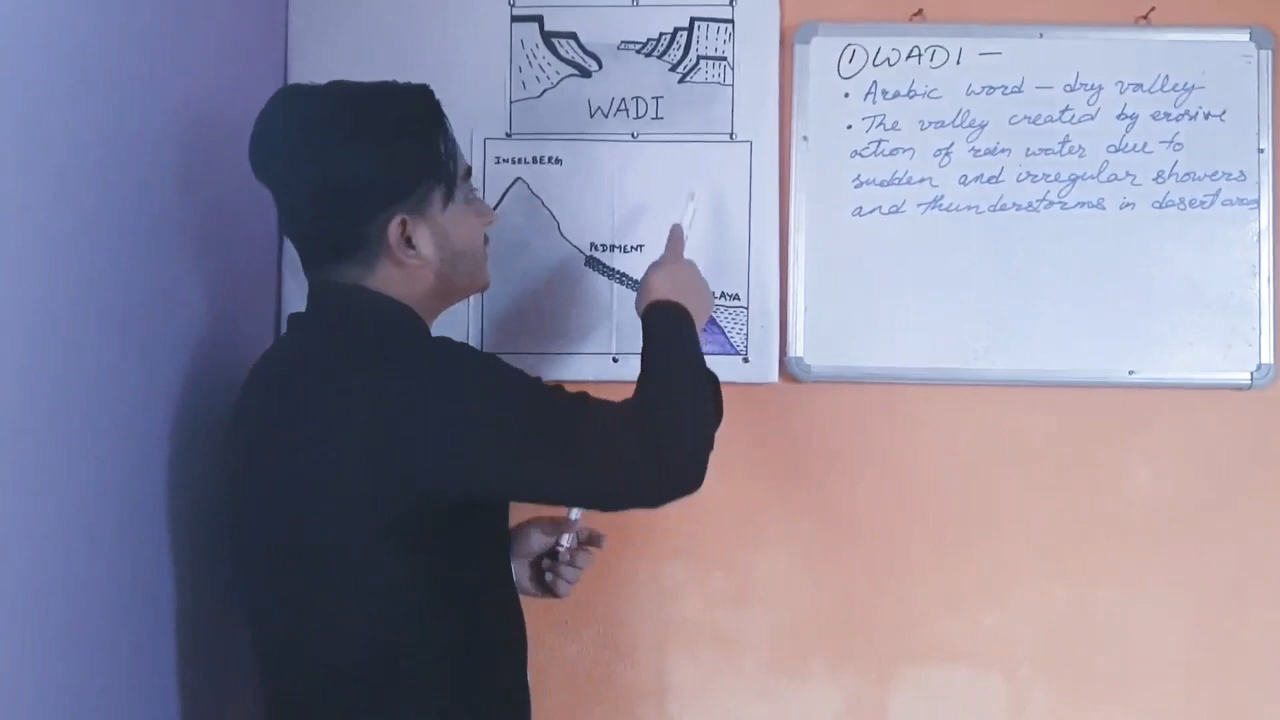 WADI
INSELBERG
PEDIMENT
LAYA
① WADI –
• Arabic word – dry valley
• The valley created by erosive
action of rain water due to
sudden and irregular showers
and thunderstorms in desert areas